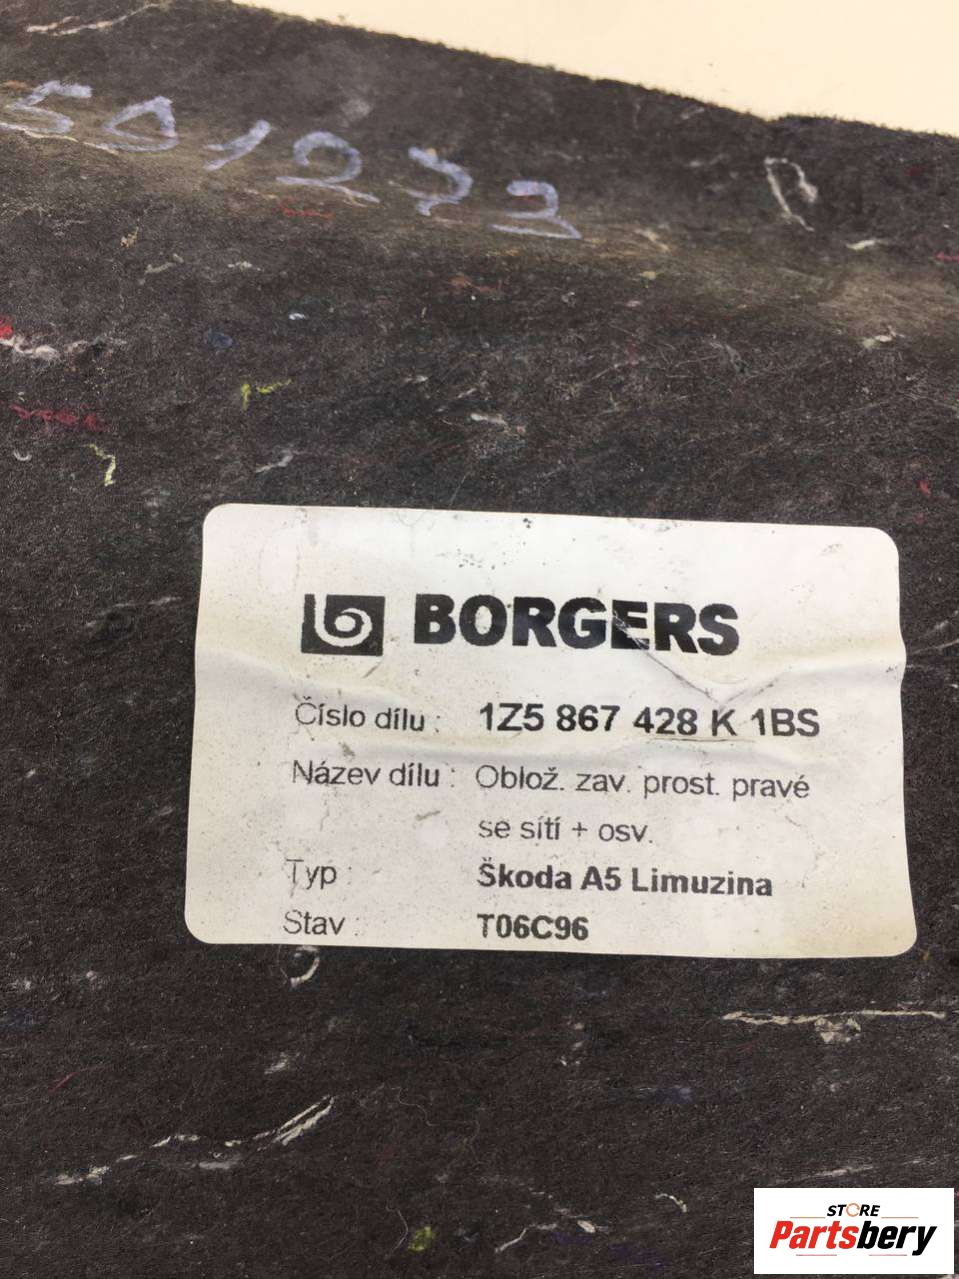 501273
BORGERS
Číslo dílu : 1Z5 867 428 K 1BS
Název dílu : Oblož. zav. prost. pravé
se sítí + osv.
Typ : Škoda A5 Limuzina
Stav : T06C96
STORE
Partsbery